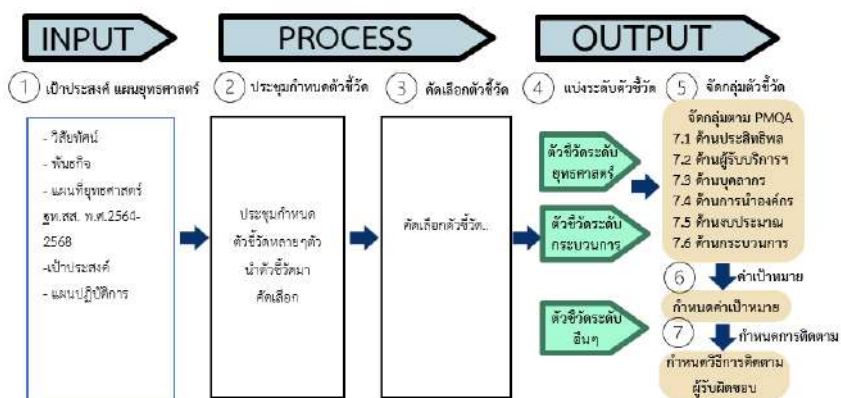 INPUT
PROCESS
OUTPUT
1 เป้าประสงค์ แผนยุทธศาสตร์
2 ประชุมกำหนดตัวชี้วัด
3 คัดเลือกตัวชี้วัด
4 แบ่งระดับตัวชี้วัด
5 จัดกลุ่มตัวชี้วัด
- วิสัยทัศน์
- พันธกิจ
- แผนที่ยุทธศาสตร์
ฐท.สส. พ.ศ.2564-
2568
-เป้าประสงค์
- แผนปฏิบัติการ
ประชุมกำหนด
ตัวชี้วัดหลายๆตัว
นำตัวชี้วัดมา
คัดเลือก
คัดเลือกตัวชี้วัด..
ตัวชี้วัดระดับ
ยุทธศาสตร์
ตัวชี้วัดระดับ
กระบวนการ
ตัวชี้วัดระดับ
อื่นๆ
จัดกลุ่มตาม PMQA
7.1 ด้านประสิทธิผล
7.2 ด้านผู้รับบริการฯ
7.3 ด้านบุคลากร
7.4 ด้านการนำองค์กร
7.5 ด้านงบประมาณ
7.6 ด้านกระบวนการ
6 ค่าเป้าหมาย
กำหนดค่าเป้าหมาย
7 กำหนดการติดตาม
กำหนดวิธีการติดตาม
ผู้รับผิดชอบ